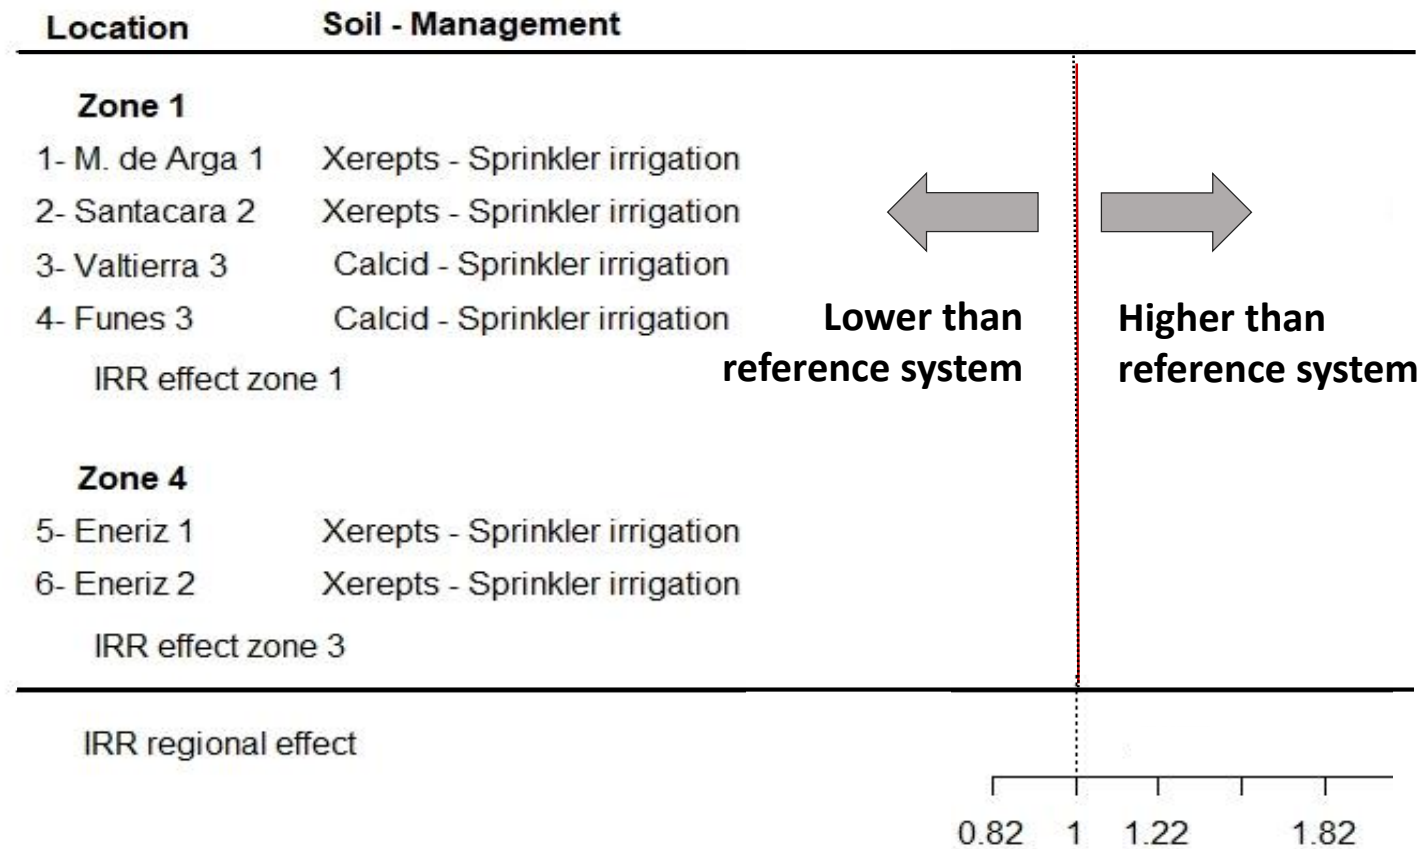 Location Soil - Management
Zone 1
1- M. de Arga 1 Xerepts - Sprinkler irrigation
2- Santacara 2 Xerepts - Sprinkler irrigation
3- Valtierra 3 Calcid - Sprinkler irrigation
4- Funes 3 Calcid - Sprinkler irrigation
IRR effect zone 1
Lower than
reference system
Higher than
reference system
Zone 4
5- Eneriz 1 Xerepts - Sprinkler irrigation
6- Eneriz 2 Xerepts - Sprinkler irrigation
IRR effect zone 3
IRR regional effect
0.82 1 1.22 1.82